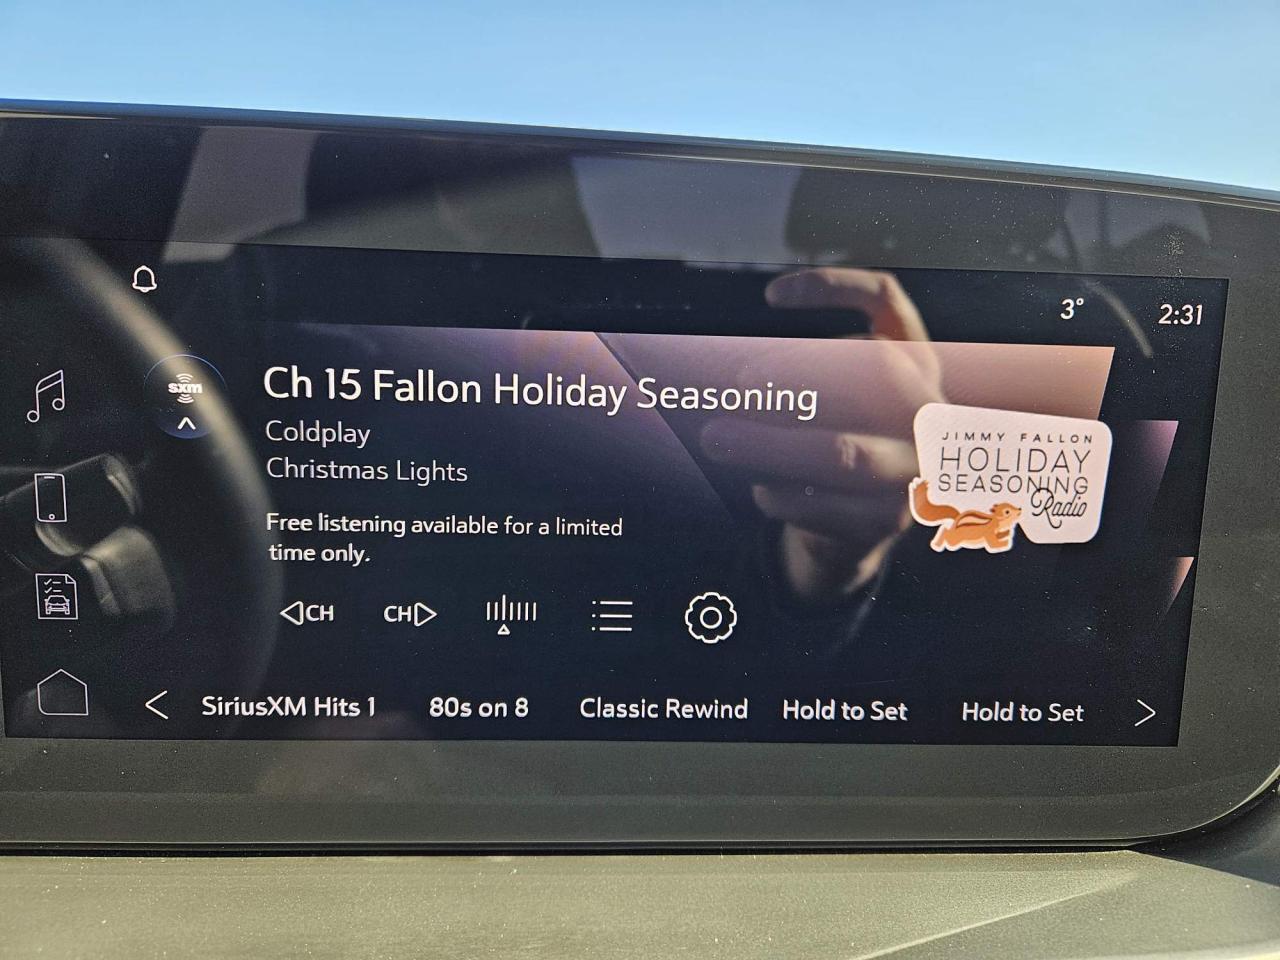 3° 2:31
sxm
Ch 15 Fallon Holiday Seasoning
Coldplay
Christmas Lights
Free listening available for a limited
time only.
JIMMY FALLON
HOLIDAY
SEASONING
Radio
CH CH
SiriusXM Hits 1 80s on 8 Classic Rewind Hold to Set Hold to Set